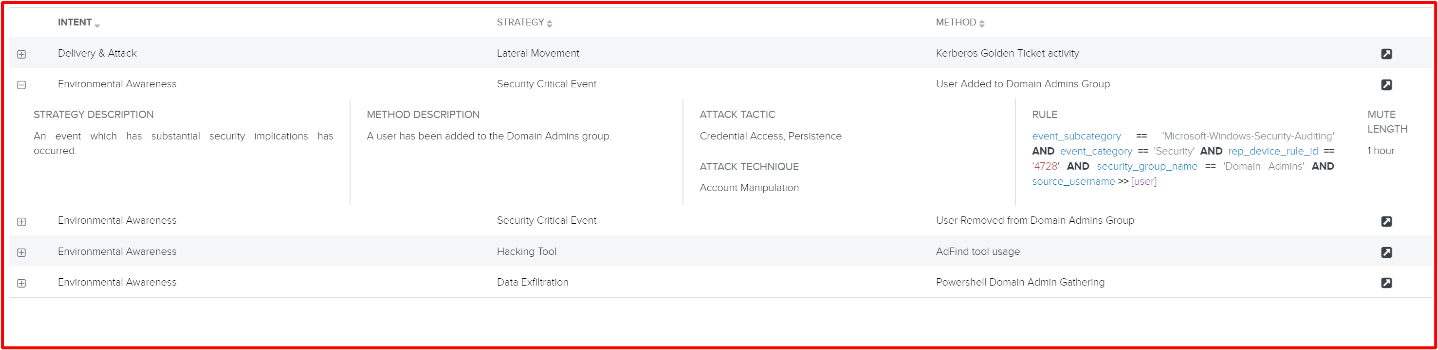 INTENT STRATEGY METHOD
Delivery & Attack Lateral Movement Kerberos Golden Ticket activity
Environmental Awareness Security Critical Event User Added to Domain Admins Group
STRATEGY DESCRIPTION
An event which has substantial security implications has
occurred.
METHOD DESCRIPTION
A user has been added to the Domain Admins group.
ATTACK TACTIC
Credential Access, Persistence
ATTACK TECHNIQUE
Account Manipulation
RULE
event_subcategory == 'Microsoft-Windows-Security-Auditing'
AND event_category == 'Security' AND rep_device_rule_id ==
'4728' AND security_group_name == 'Domain Admins' AND
source_username >> [user]
MUTE
LENGTH
1 hour
Environmental Awareness Security Critical Event User Removed from Domain Admins Group
Environmental Awareness Hacking Tool AdFind tool usage
Environmental Awareness Data Exfiltration Powershell Domain Admin Gathering